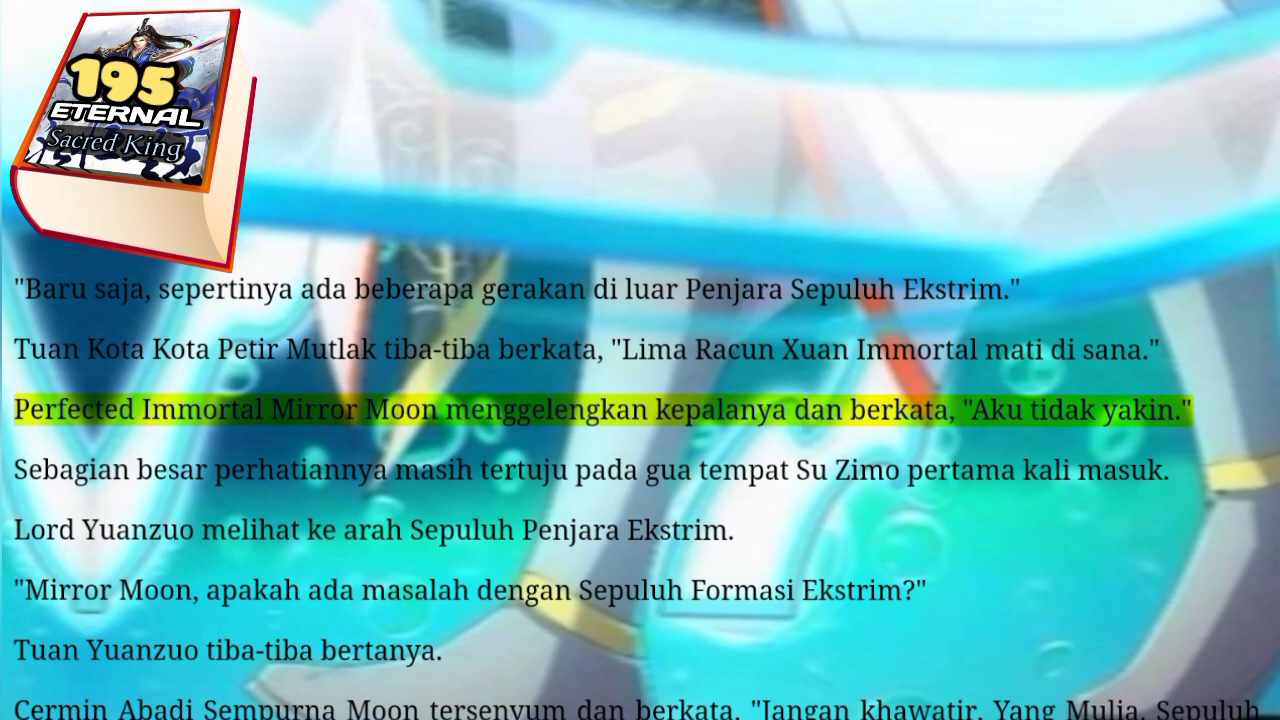 195
ETERNAL
Sacred King
"Baru saja, sepertinya ada beberapa gerakan di luar Penjara Sepuluh Ekstrim."
Tuan Kota Kota Petir Mutlak tiba-tiba berkata, "Lima Racun Xuan Immortal mati di sana."
Perfected Immortal Mirror Moon menggelengkan kepalanya dan berkata, "Aku tidak yakin."
Sebagian besar perhatiannya masih tertuju pada gua tempat Su Zimo pertama kali masuk.
Lord Yuanzuo melihat ke arah Sepuluh Penjara Ekstrim.
"Mirror Moon, apakah ada masalah dengan Sepuluh Formasi Ekstrim?"
Tuan Yuanzuo tiba-tiba bertanya.
Cermin Abadi Sempurna Moon tersenyum dan berkata, "Jangan khawatir, Yang Mulia. Sepuluh